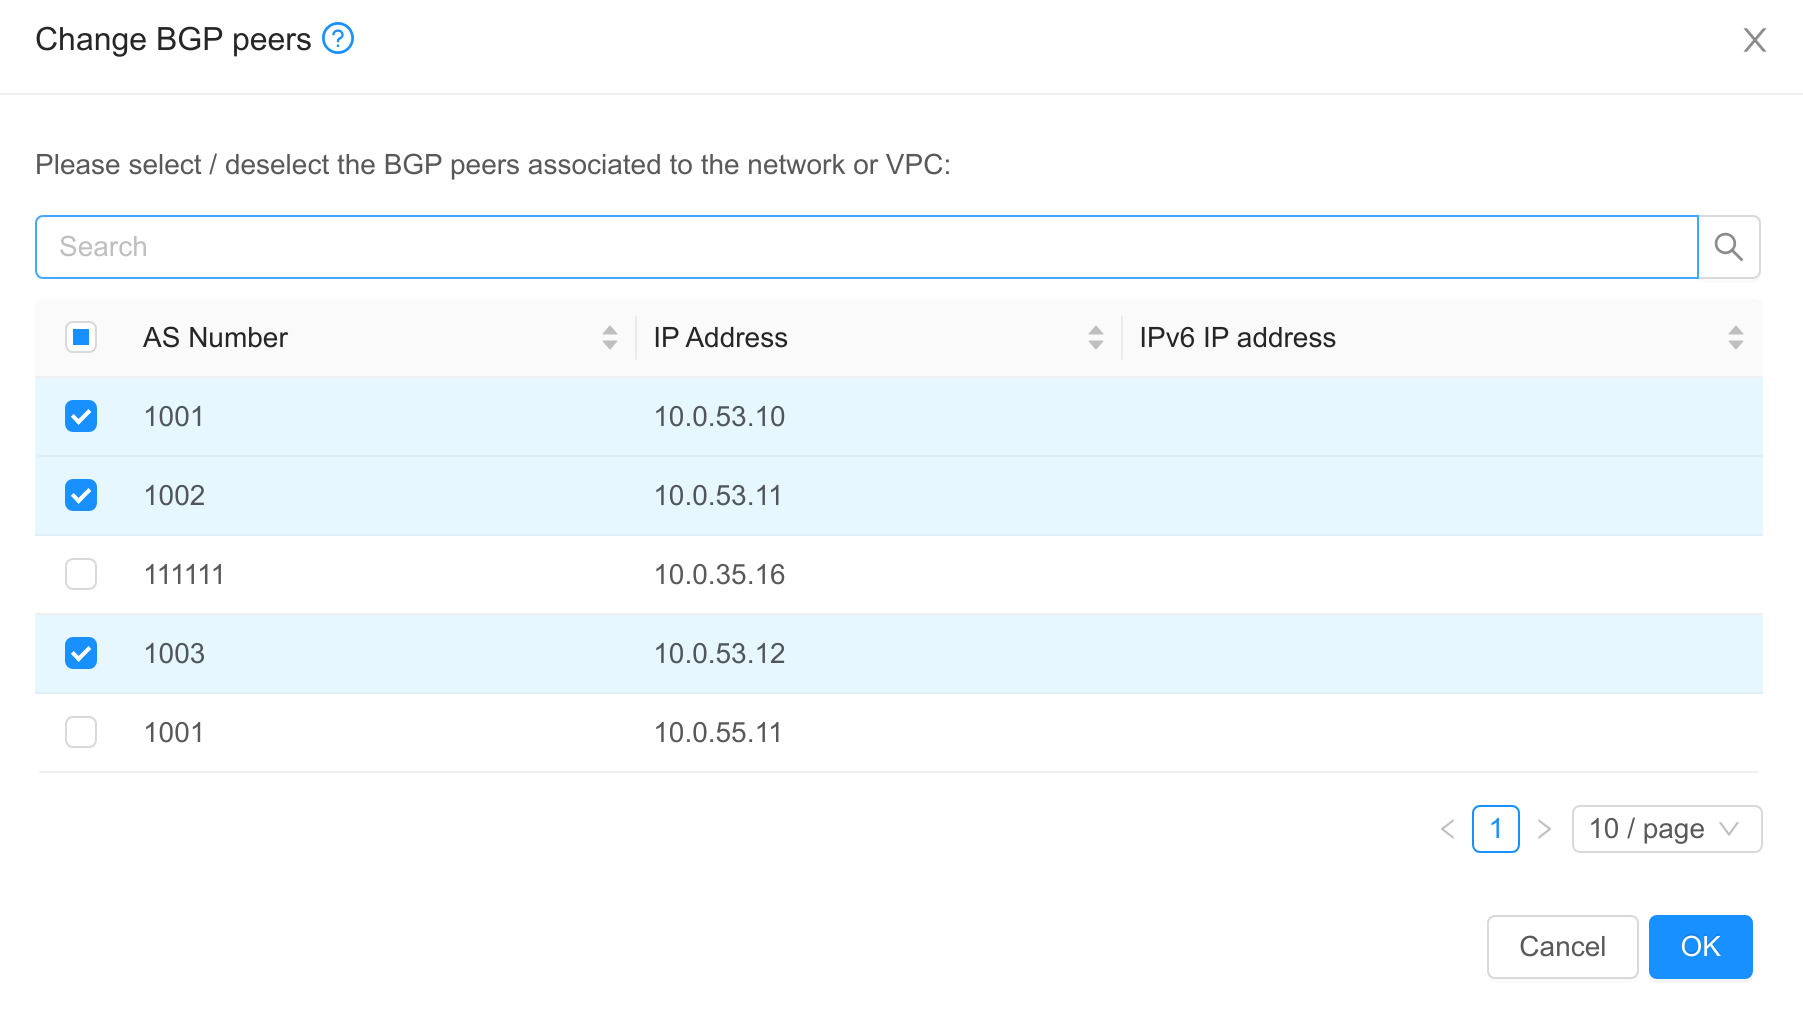 Change BGP peers ?
Please select / deselect the BGP peers associated to the network or VPC:
Search
AS Number IP Address IPv6 IP address
1001 10.0.53.10
1002 10.0.53.11
111111 10.0.35.16
1003 10.0.53.12
1001 10.0.55.11
< 1 > 10 / page
Cancel OK